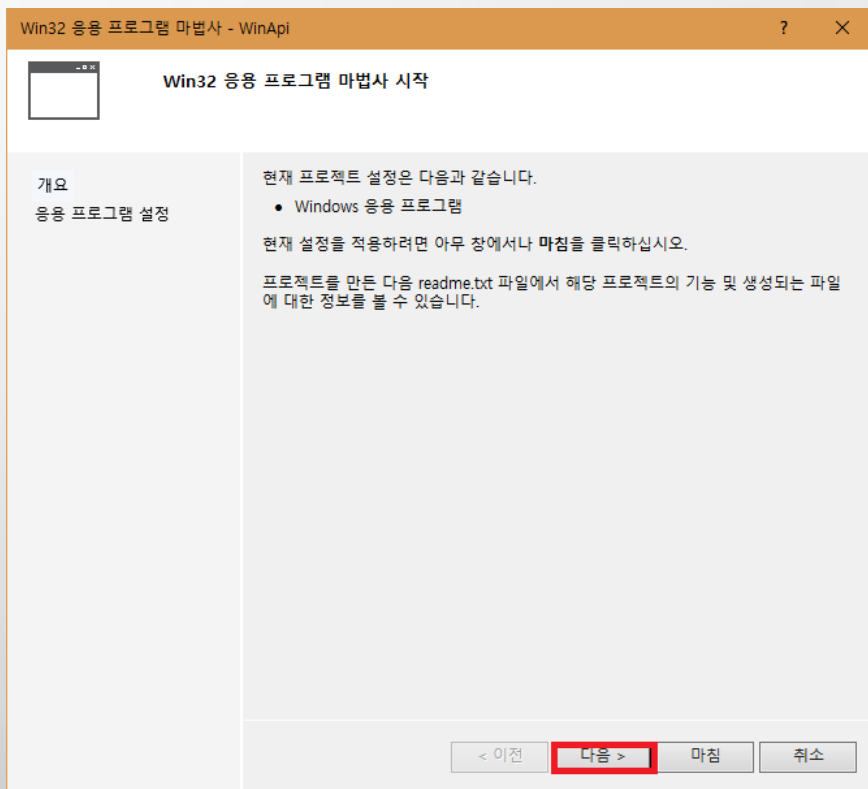 Win32 응용 프로그램 마법사 - WinApi
Win32 응용 프로그램 마법사 시작
개요
응용 프로그램 설정
현재 프로젝트 설정은 다음과 같습니다.
● Windows 응용 프로그램
현재 설정을 적용하려면 아무 창에서나 마침을 클릭하십시오.
프로젝트를 만든 다음 readme.txt 파일에서 해당 프로젝트의 기능 및 생성되는 파일
에 대한 정보를 볼 수 있습니다.
< 이전 다음 > 마침 취소